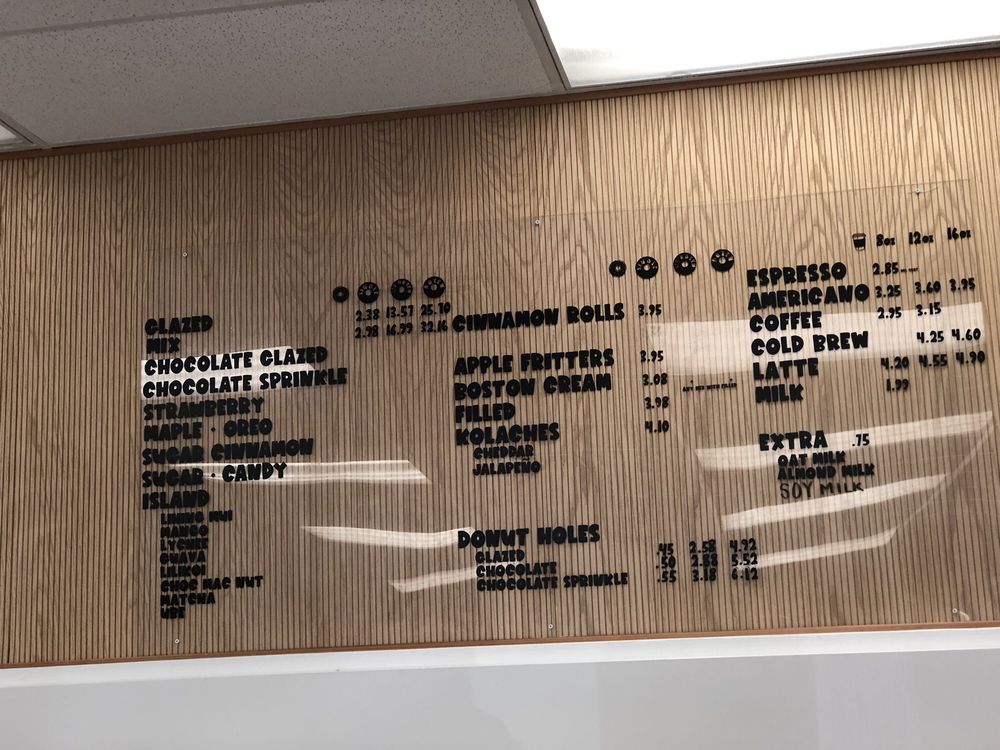 GLAZED 2.38 13.57 25.70
MIX 2.98 16.99 32.16
CHOCOLATE GLAZED
CHOCOLATE SPRINKLE
STRAWBERRY
MAPLE · OREO
SUGAR CINNAMON
SUGAR · CANDY
ISLAND
MANGO
LYCHEE
GUAVA
CHOC MAC NUT
MATCHA
UBE
CINNAMON ROLLS 3.95
APPLE FRITTERS 3.95
BOSTON CREAM 3.08
FILLED 3.98
KOLACHES 4.10
CHEDDAR
JALAPEÑO
DONUT HOLES
GLAZED .45 2.58 4.92
CHOCOLATE .50 2.88 5.52
CHOCOLATE SPRINKLE .55 3.18 6.12
8oz 12oz 16oz
ESPRESSO 2.85
AMERICANO 3.25 3.60 3.95
COFFEE 2.95 3.15
COLD BREW 4.25 4.60
LATTE 4.20 4.55 4.90
MILK 1.99
EXTRA .75
OAT MILK
ALMOND MILK
SOY MILK